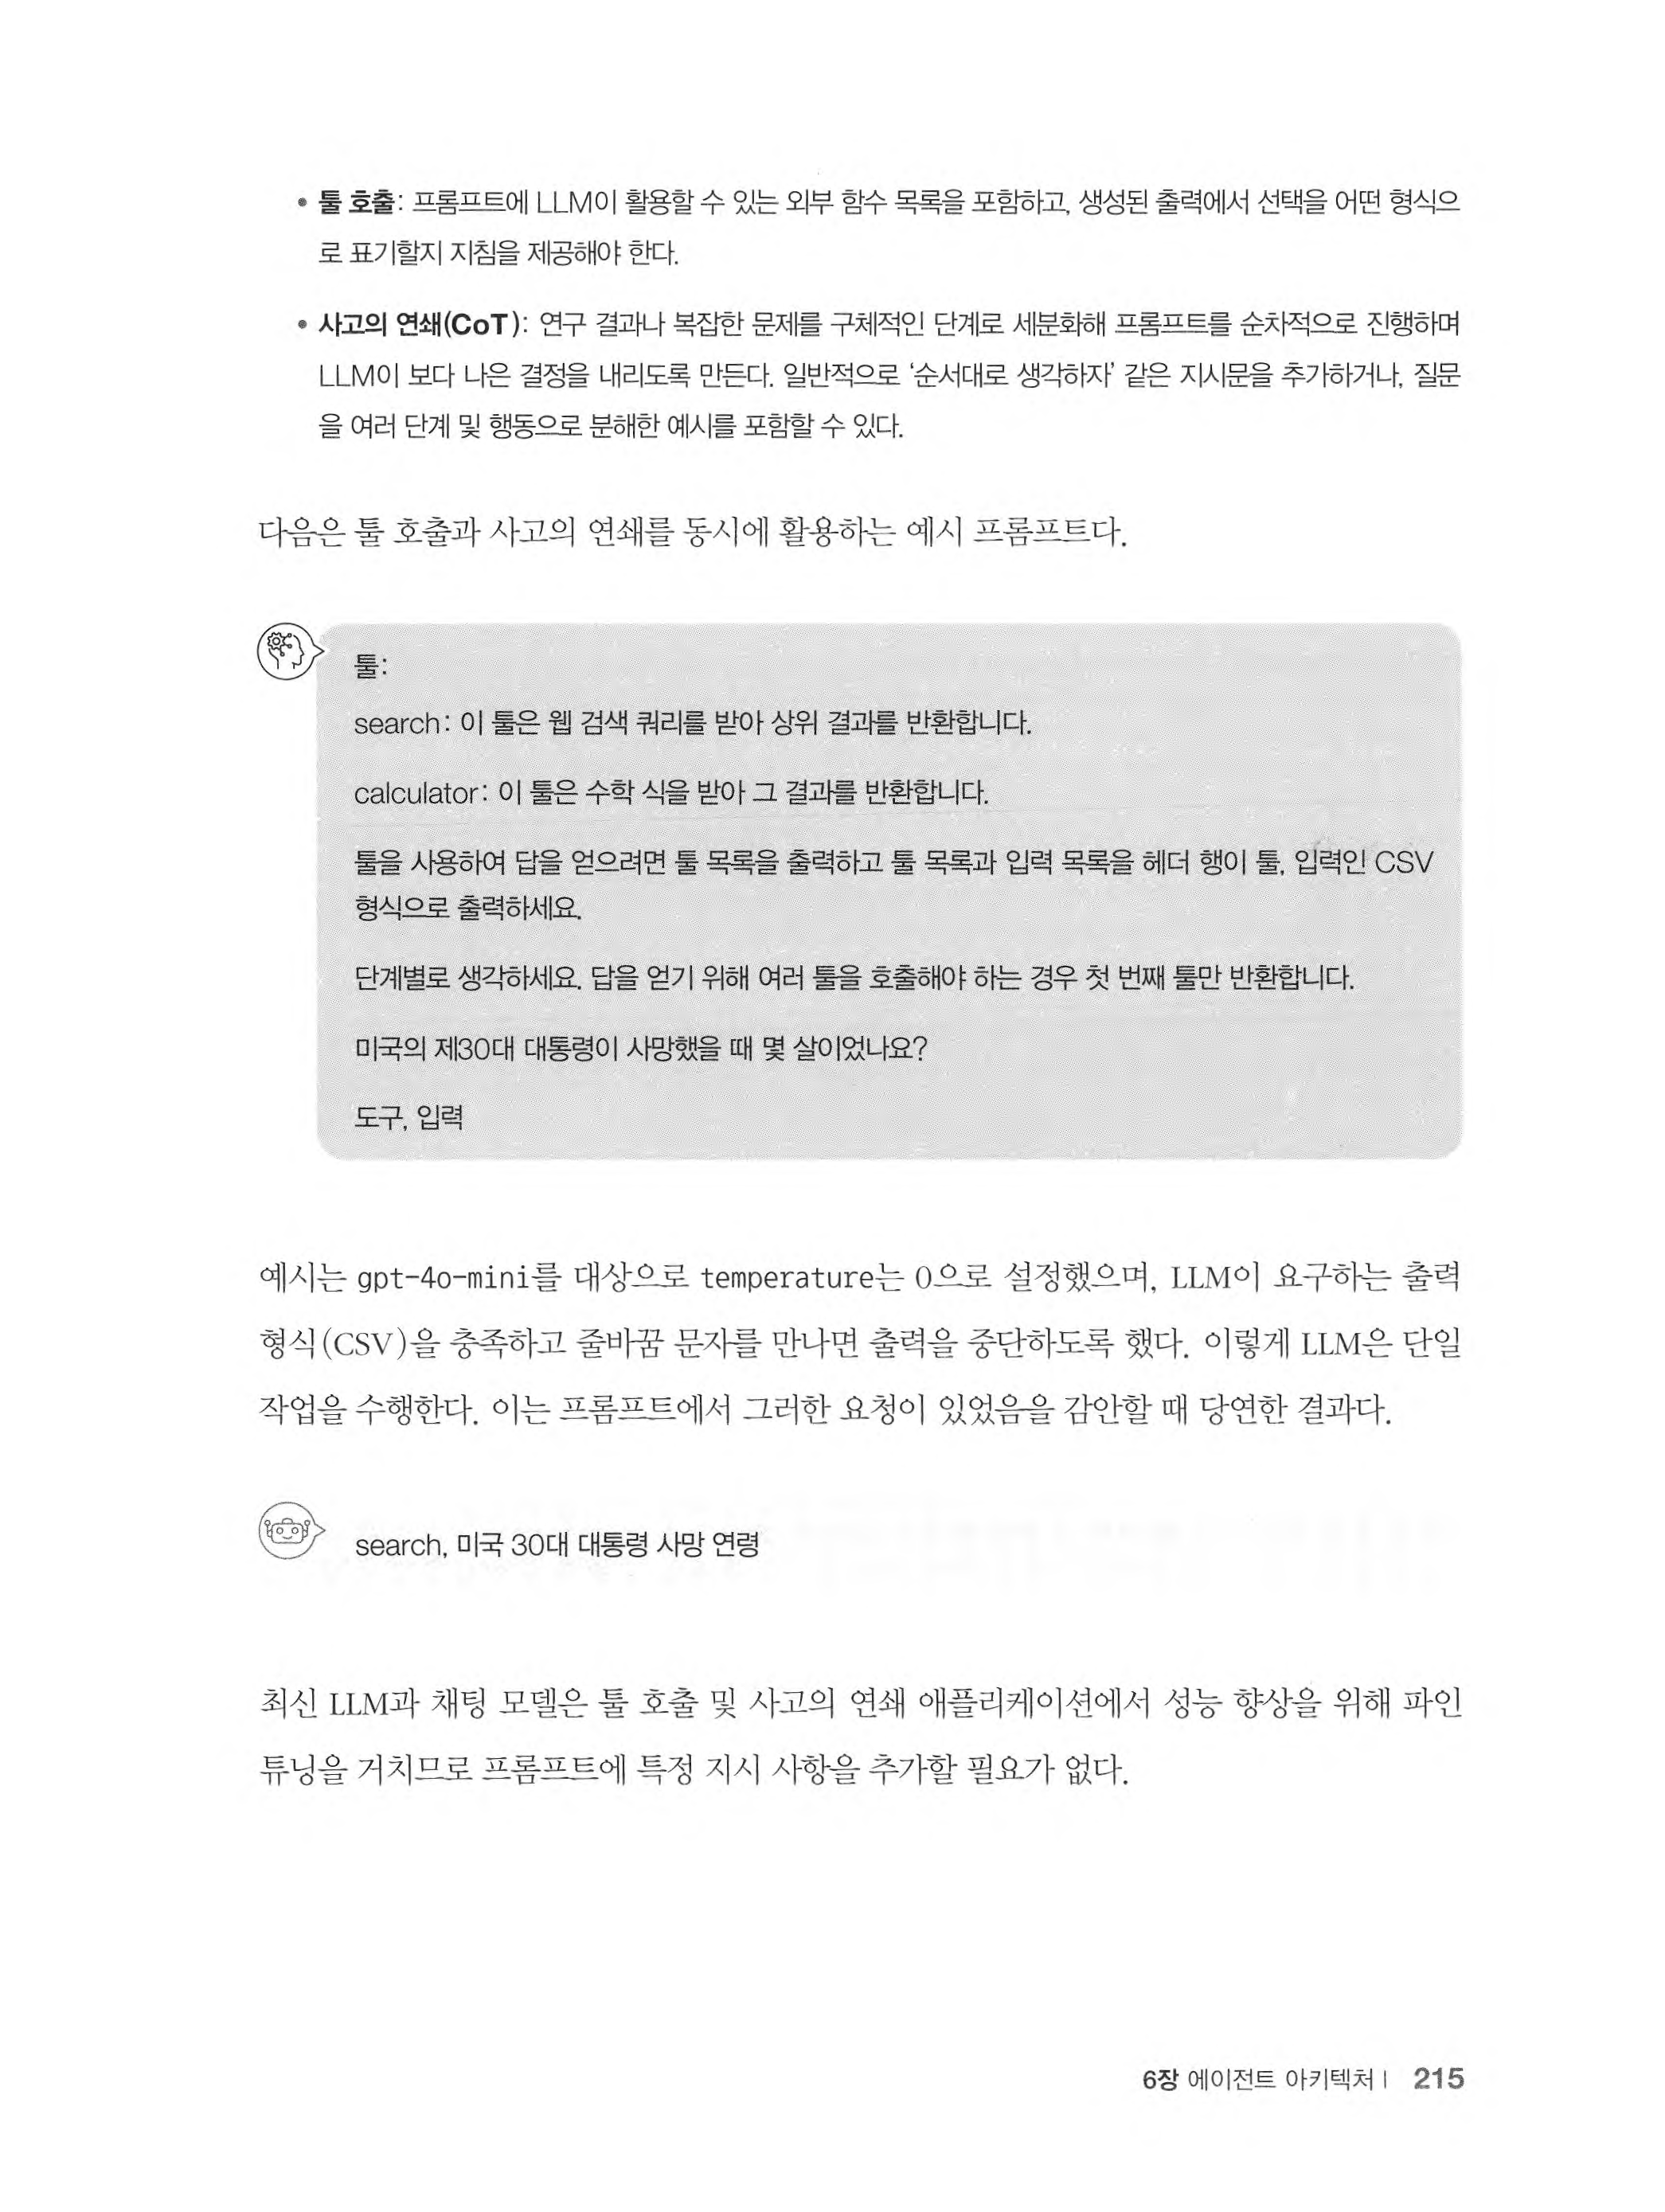 • 툴 호출: 프롬프트에 LLM이 활용할 수 있는 외부 함수 목록을 포함하고, 생성된 출력에서 선택을 어떤 형식으
로 표기할지 지침을 제공해야 한다.
• 사고의 연쇄(CoT): 연구 결과나 복잡한 문제를 구체적인 단계로 세분화해 프롬프트를 순차적으로 진행하며
LLM이 보다 나은 결정을 내리도록 만든다. 일반적으로 ‘순서대로 생각하자’ 같은 지시문을 추가하거나, 질문
을 여러 단계 및 행동으로 분해한 예시를 포함할 수 있다.
다음은 툴 호출과 사고의 연쇄를 동시에 활용하는 예시 프롬프트다.
툴:
search: 이 툴은 웹 검색 쿼리를 받아 상위 결과를 반환합니다.
calculator: 이 툴은 수학 식을 받아 그 결과를 반환합니다.
툴을 사용하여 답을 얻으려면 툴 목록을 출력하고 툴 목록과 입력 목록을 헤더 행이 툴, 입력인 CSV
형식으로 출력하세요.
단계별로 생각하세요. 답을 얻기 위해 여러 툴을 호출해야 하는 경우 첫 번째 툴만 반환합니다.
미국의 제30대 대통령이 사망했을 때 몇 살이었나요?
도구, 입력
예시는 gpt-4o-mini를 대상으로 temperature는 0으로 설정했으며, LLM이 요구하는 출력
형식(CSV)을 충족하고 줄바꿈 문자를 만나면 출력을 중단하도록 했다. 이렇게 LLM은 단일
작업을 수행한다. 이는 프롬프트에서 그러한 요청이 있었음을 감안할 때 당연한 결과다.
search, 미국 30대 대통령 사망 연령
최신 LLM과 채팅 모델은 툴 호출 및 사고의 연쇄 애플리케이션에서 성능 향상을 위해 파인
튜닝을 거치므로 프롬프트에 특정 지시 사항을 추가할 필요가 없다.
6장 에이전트 아키텍처 I 215